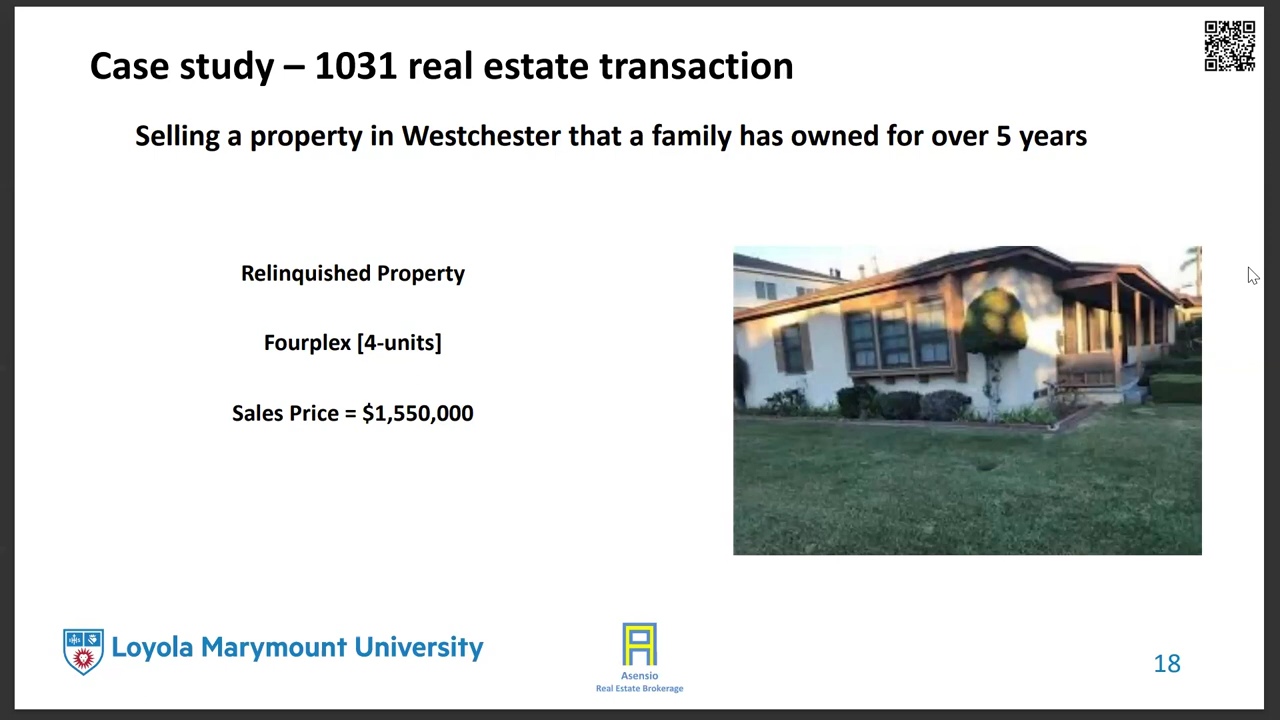 Case study – 1031 real estate transaction
Selling a property in Westchester that a family has owned for over 5 years
Relinquished Property
Fourplex [4-units]
Sales Price = $1,550,000
Loyola Marymount University
Asensio
Real Estate Brokerage
18